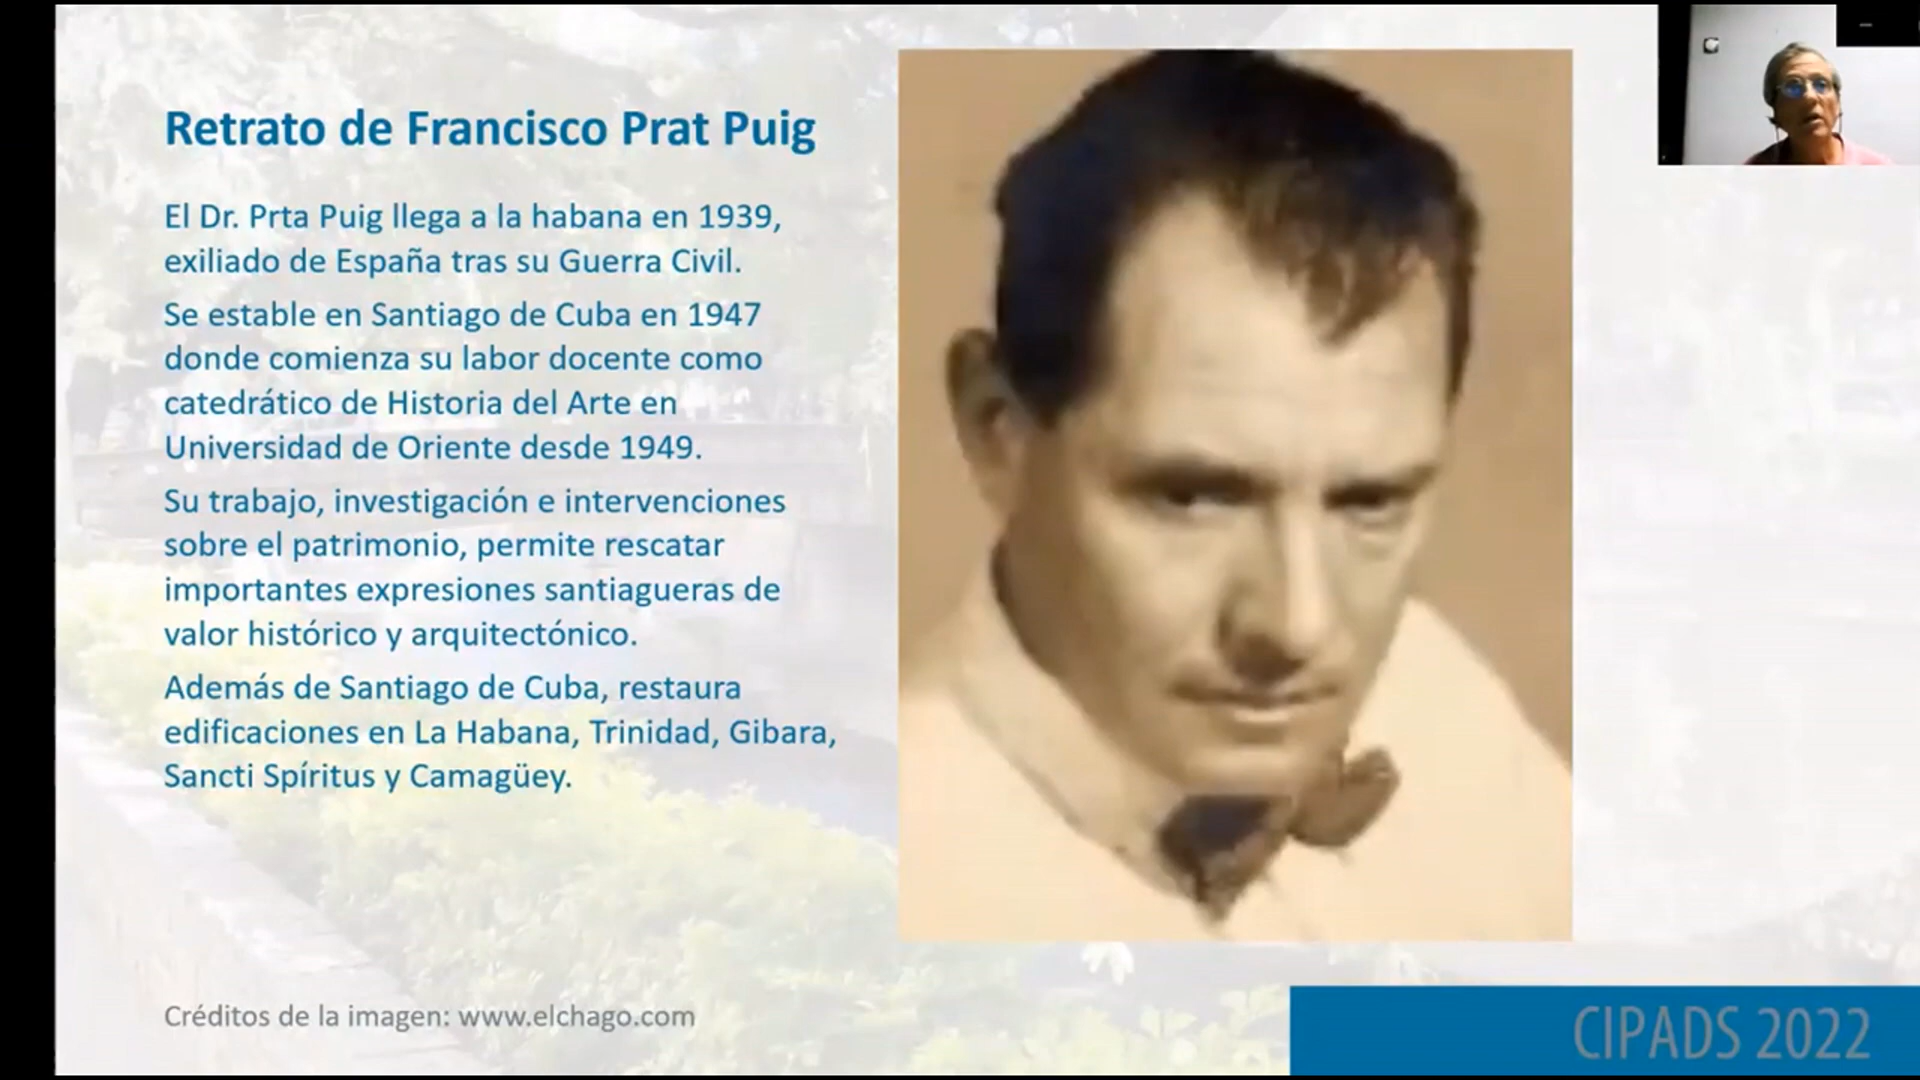 Retrato de Francisco Prat Puig
El Dr. Prta Puig llega a la habana en 1939,
exiliado de España tras su Guerra Civil.
Se estable en Santiago de Cuba en 1947
donde comienza su labor docente como
catedrático de Historia del Arte en
Universidad de Oriente desde 1949.
Su trabajo, investigación e intervenciones
sobre el patrimonio, permite rescatar
importantes expresiones santiagueras de
valor histórico y arquitectónico.
Además de Santiago de Cuba, restaura
edificaciones en La Habana, Trinidad, Gibara,
Sancti Spíritus y Camagüey.
Créditos de la imagen: www.elchago.com
CIPADS 2022